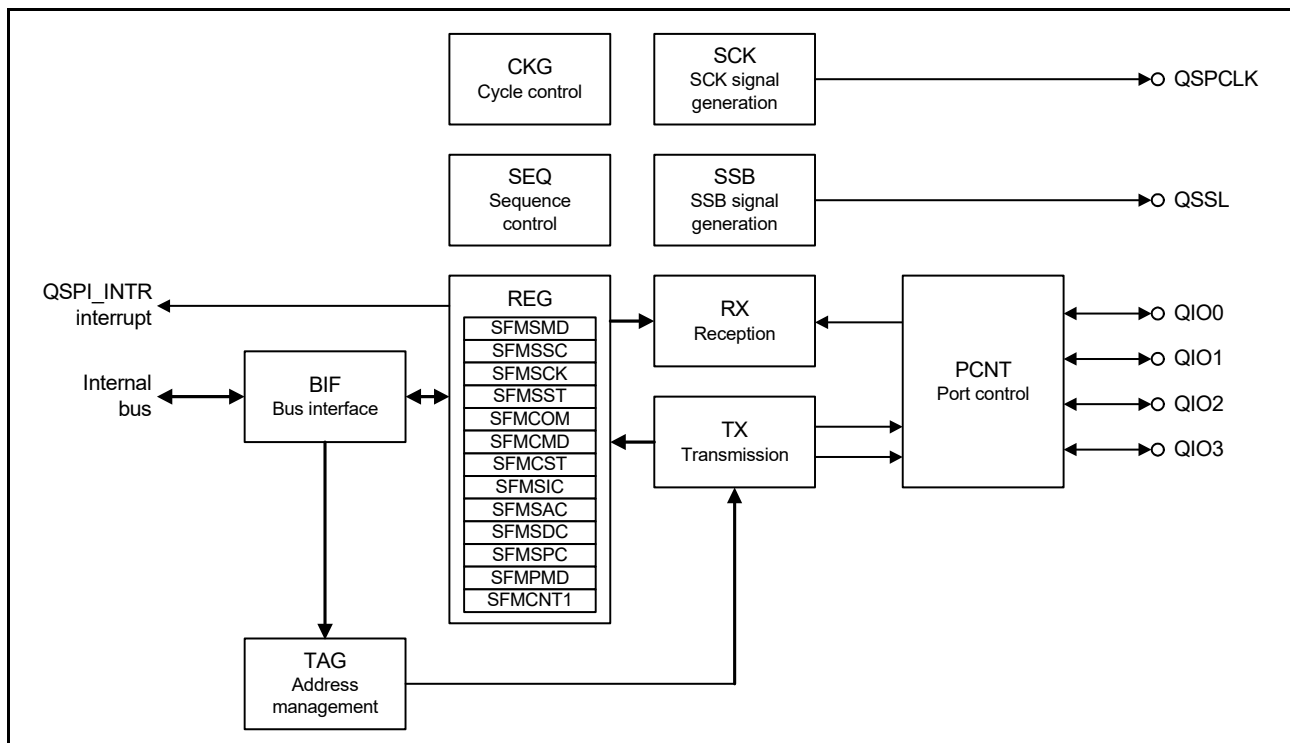 CKG
Cycle control
SCK
SCK signal
generation
QSPCLK
SEQ
Sequence
control
SSB
SSB signal
generation
QSSL
QSPI_INTR
interrupt
Internal
bus
BIF
Bus interface
REG
SFMSMD
SFMSSC
SFMSCK
SFMSST
SFMCOM
SFMCMD
SFMCST
SFMSIC
SFMSAC
SFMSDC
SFMSPC
SFMPMD
SFMCNT1
RX
Reception
TX
Transmission
PCNT
Port control
QIO0
QIO1
QIO2
QIO3
TAG
Address
management